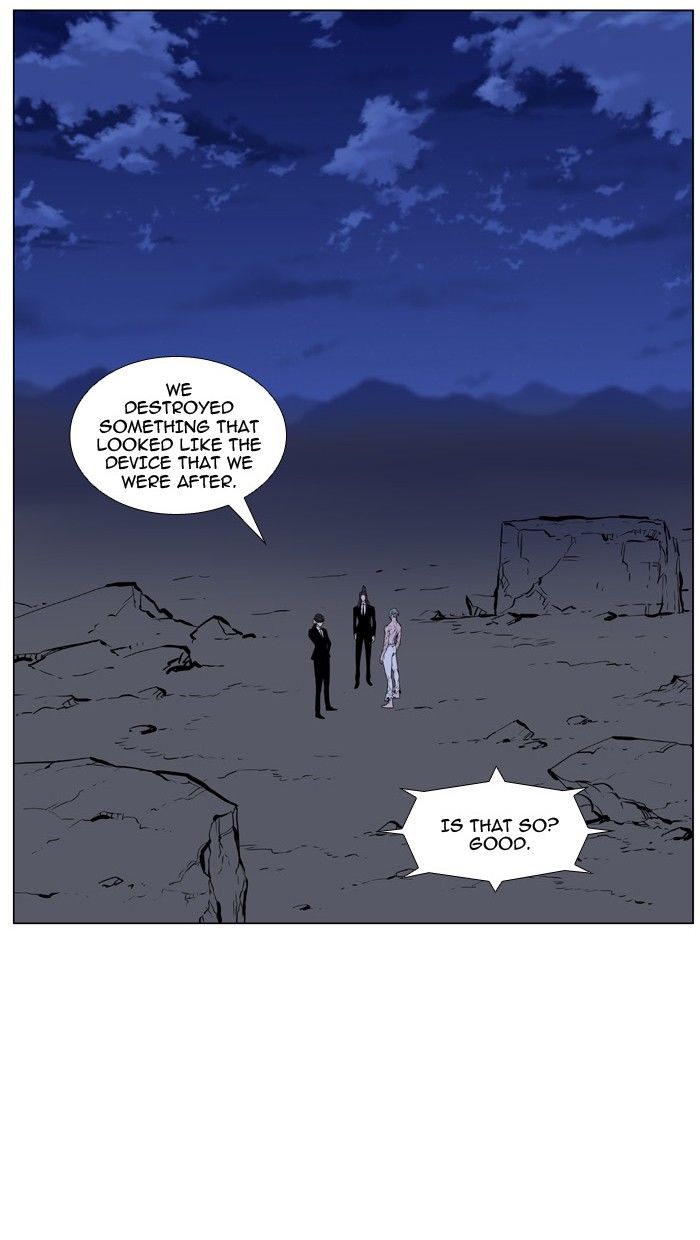 WE
DESTROYED
SOMETHING THAT
LOOKED LIKE THE
DEVICE THAT WE
WERE AFTER.
IS THAT SO?
GOOD.